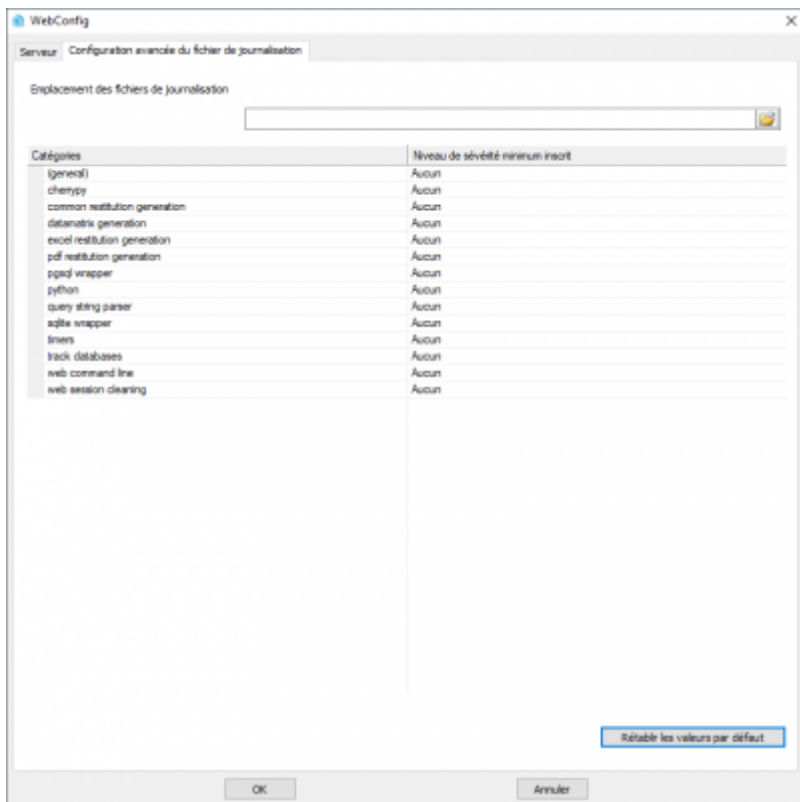 WebConfig
Serveur Configuration avancée du fichier de journalisation
Emplacement des fichiers de journalisation
Catégories Niveau de sévérité minimum inscrit
(general) Aucun
cherrypy Aucun
common restitution generation Aucun
datamatrix generation Aucun
excel restitution generation Aucun
pdf restitution generation Aucun
pgsql wrapper Aucun
python Aucun
query string parser Aucun
sqlite wrapper Aucun
timers Aucun
track databases Aucun
web command line Aucun
web session cleaning Aucun
Rétablir les valeurs par défaut
OK Annuler